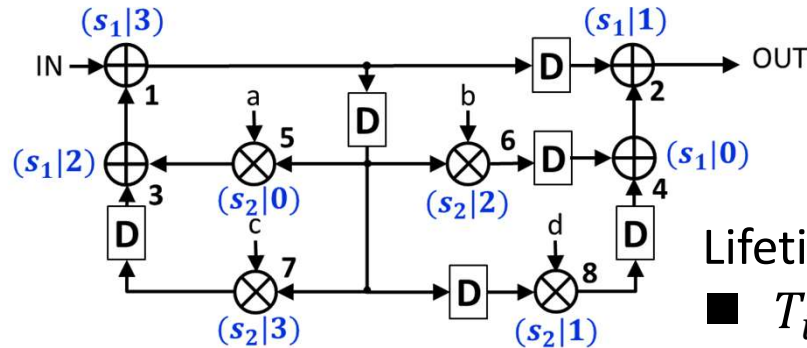 (s₁|3) (s₁|1)
IN D OUT
1 a D b 2
(s₁|2) 5 6 D (s₁|0)
3 (s₂|0) (s₂|2) 4
D c d D Lifeti
7 D 8 ■ T
(s₂|3) (s₂|1)